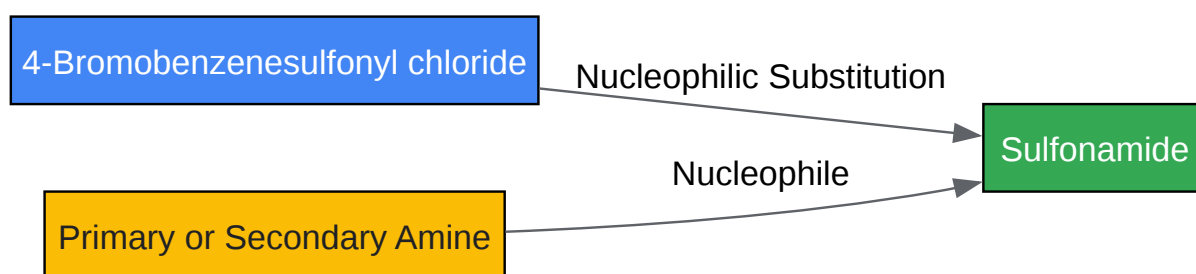 4-Bromobenzenesulfonyl chloride
Nucleophilic Substitution
Sulfonamide
Nucleophile
Primary or Secondary Amine